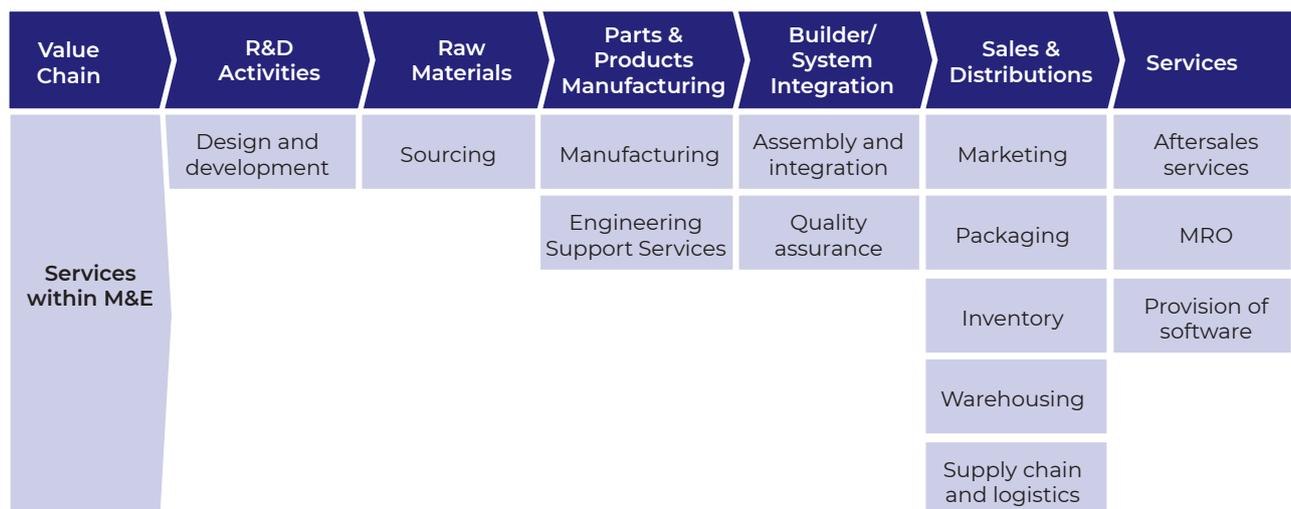 Value
Chain
R&D
Activities
Raw
Materials
Parts &
Products
Manufacturing
Builder/
System
Integration
Sales &
Distributions
Services
Services
within M&E
Design and
development
Sourcing
Manufacturing
Assembly and
integration
Marketing
Aftersales
services
Engineering
Support Services
Quality
assurance
Packaging
MRO
Inventory
Provision of
software
Warehousing
Supply chain
and logistics